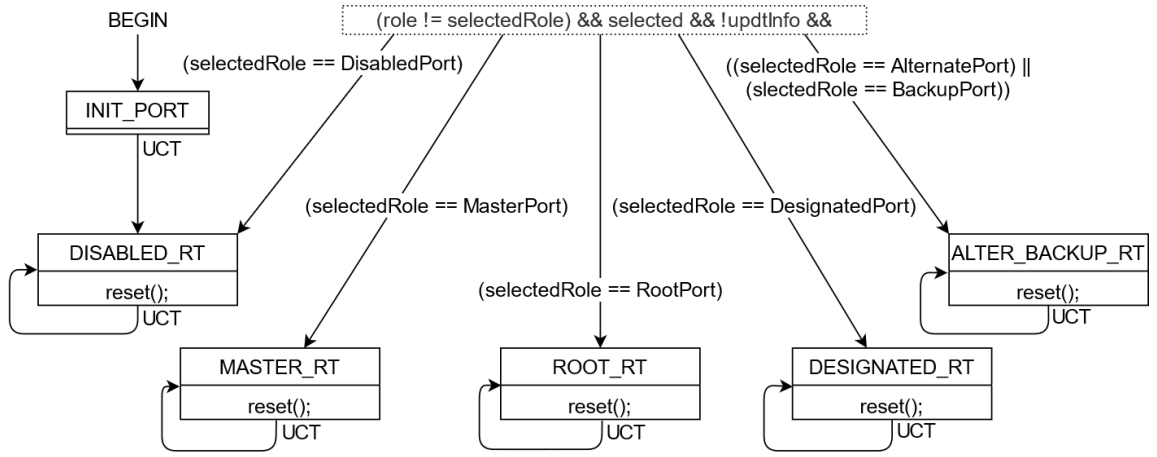 BEGIN
(role != selectedRole) && selected && !updtInfo &&
(selectedRole == DisabledPort)
((selectedRole == AlternatePort) ||
(slectedRole == BackupPort))
INIT_PORT
UCT
(selectedRole == MasterPort)
(selectedRole == DesignatedPort)
DISABLED_RT
reset();
UCT
ALTER_BACKUP_RT
reset();
UCT
(selectedRole == RootPort)
MASTER_RT
reset();
UCT
ROOT_RT
reset();
UCT
DESIGNATED_RT
reset();
UCT